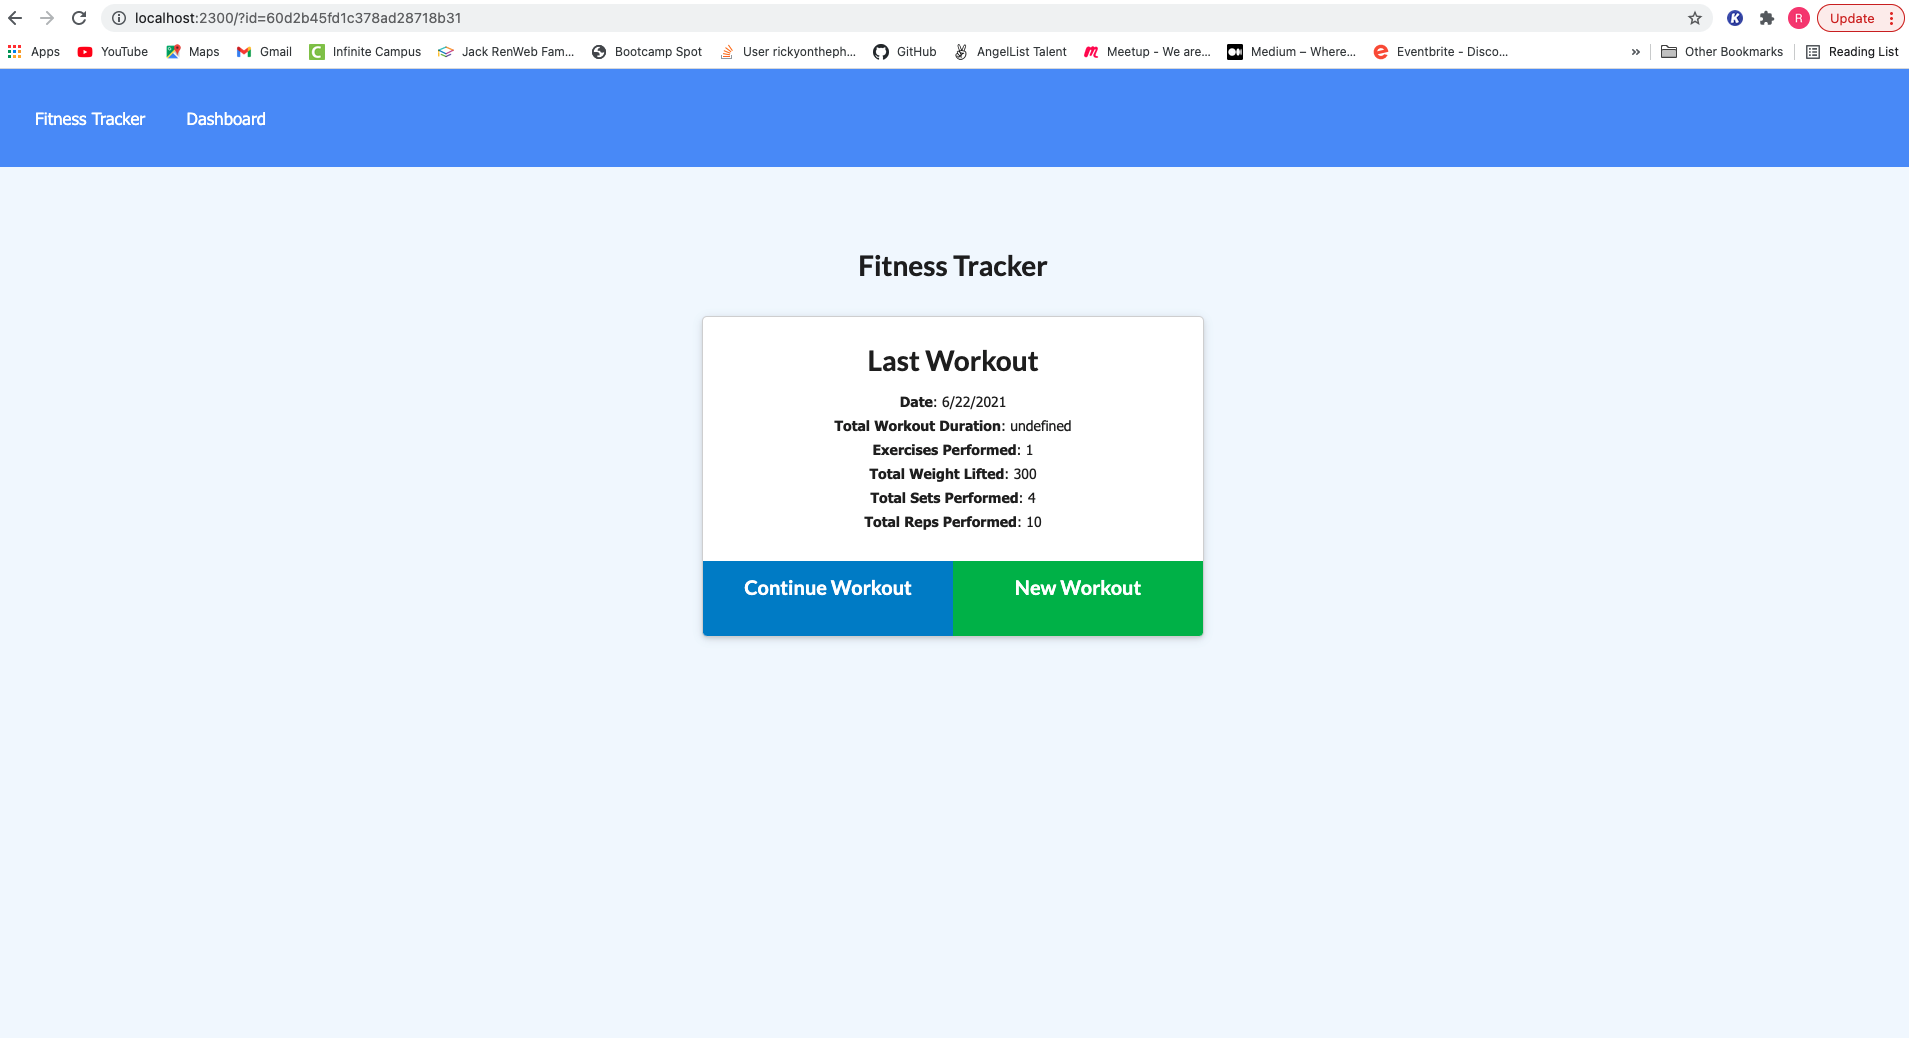 localhost:2300/?id=60d2b45fd1c378ad28718b31
R
Update
Apps YouTube Maps Gmail Infinite Campus Jack RenWeb Fam... Bootcamp Spot User rickyontheph... GitHub AngelList Talent Meetup - We are... Medium – Where... Eventbrite - Disco... » Other Bookmarks Reading List
Fitness Tracker Dashboard
Fitness Tracker
Last Workout
Date: 6/22/2021
Total Workout Duration: undefined
Exercises Performed: 1
Total Weight Lifted: 300
Total Sets Performed: 4
Total Reps Performed: 10
Continue Workout New Workout